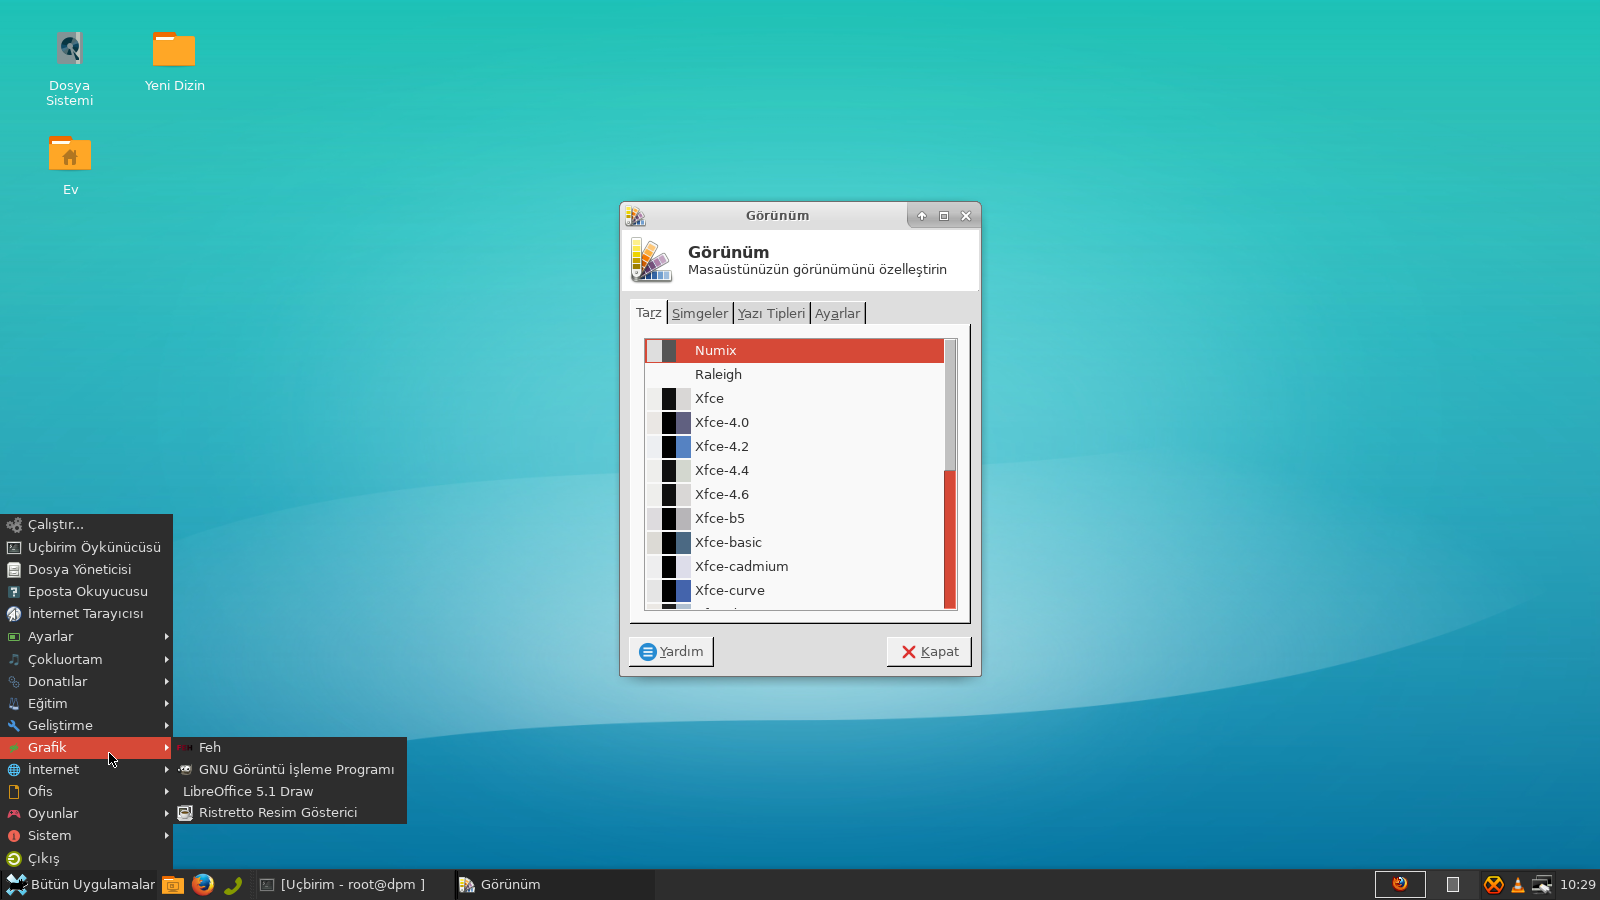 Dosya
Sistemi
Yeni Dizin
Ev
Görünüm
Görünüm
Masaüstünüzün görünümünü özelleştirin
Tarz
Simgeler
Yazı Tipleri
Ayarlar
Numix
Raleigh
Xfce
Xfce-4.0
Xfce-4.2
Xfce-4.4
Xfce-4.6
Xfce-b5
Xfce-basic
Xfce-cadmium
Xfce-curve
Yardım
Kapat
Çalıştır...
Uçbirim Öykünücüsü
Dosya Yöneticisi
Eposta Okuyucusu
İnternet Tarayıcısı
Ayarlar
Çokluortam
Donatılar
Eğitim
Geliştirme
Grafik
İnternet
Ofis
Oyunlar
Sistem
Çıkış
Feh
GNU Görüntü İşleme Programı
LibreOffice 5.1 Draw
Ristretto Resim Gösterici
Bütün Uygulamalar
[Uçbirim - root@dpm ]
Görünüm
10:29